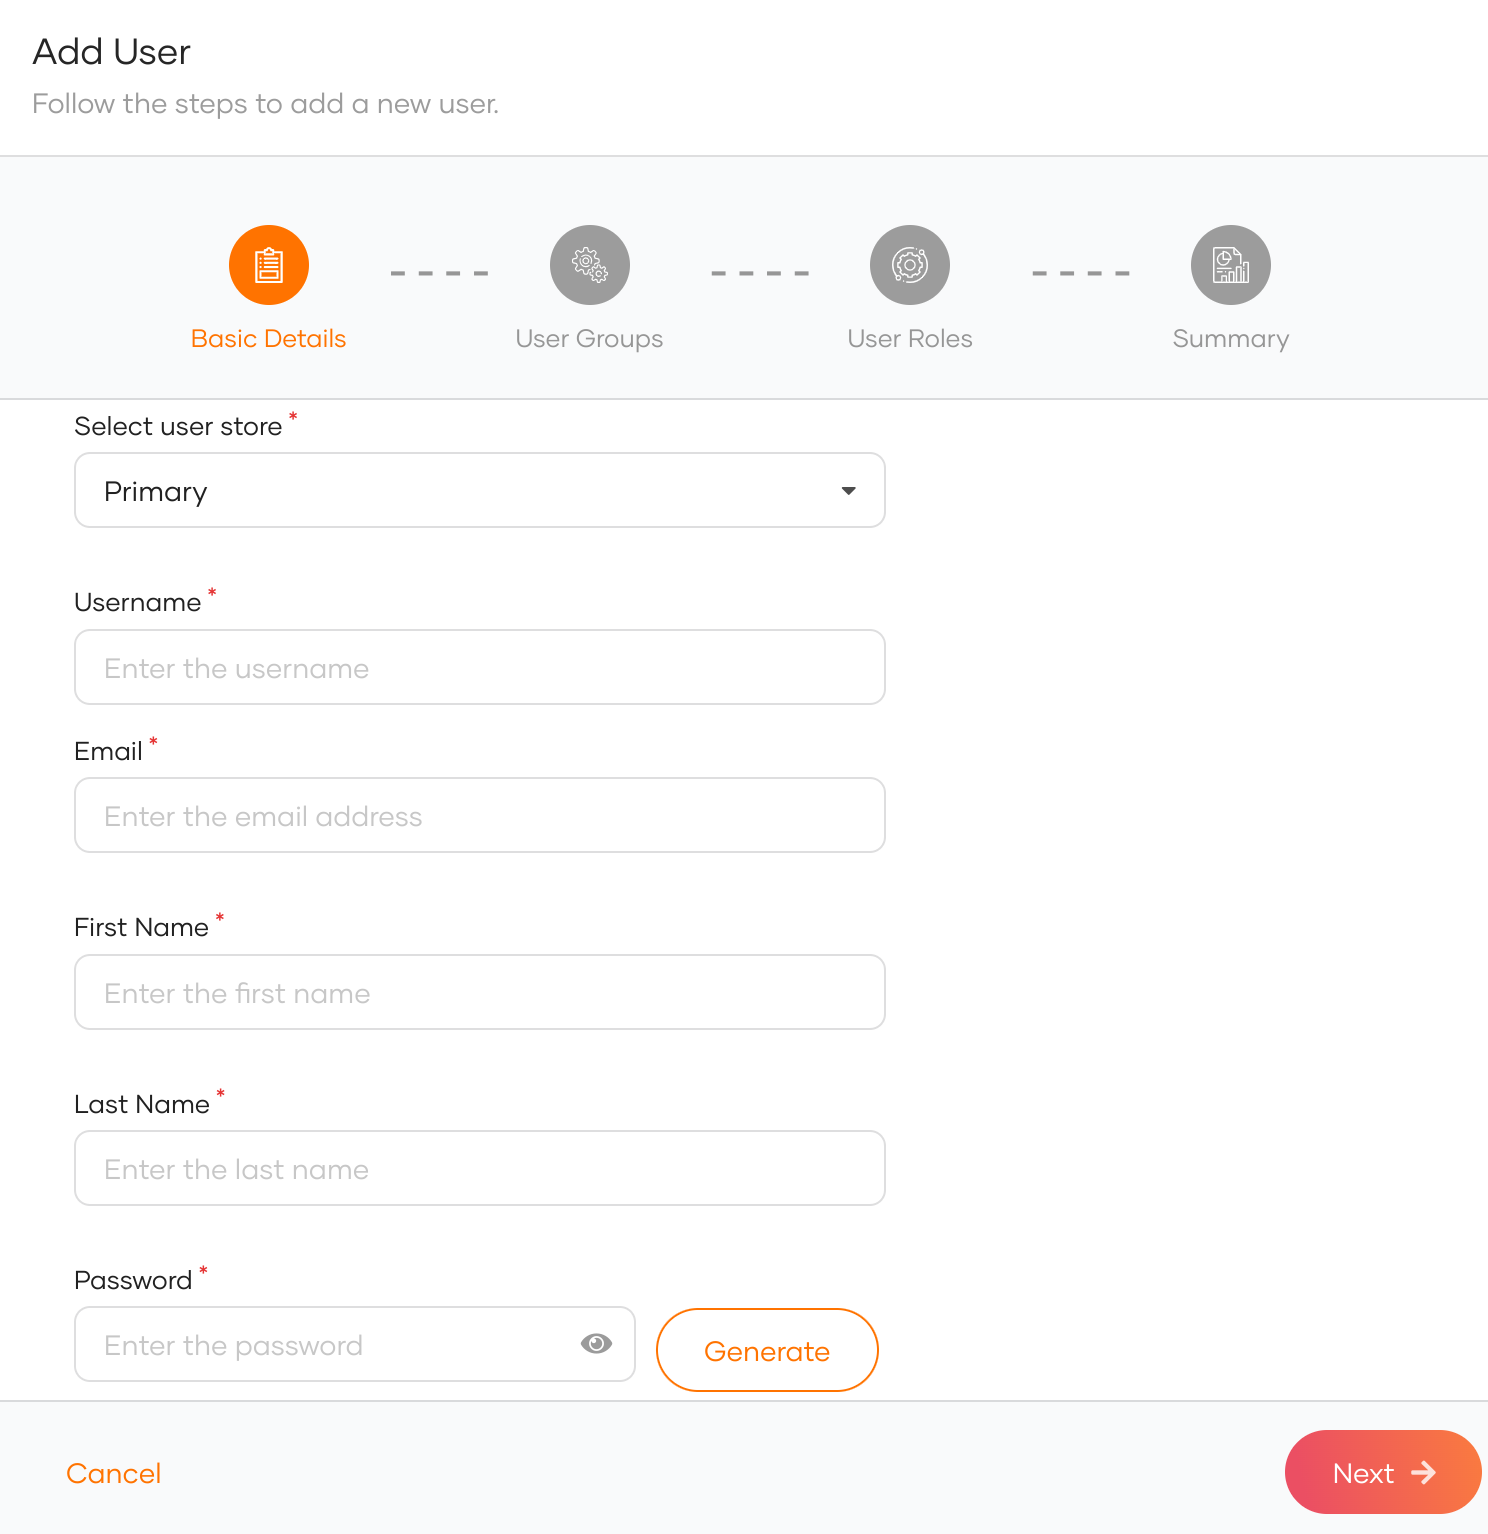 Add User
Follow the steps to add a new user.
Basic Details
User Groups
User Roles
Summary
Select user store *
Primary
Username *
Enter the username
Email *
Enter the email address
First Name *
Enter the first name
Last Name *
Enter the last name
Password *
Enter the password
Generate
Cancel
Next